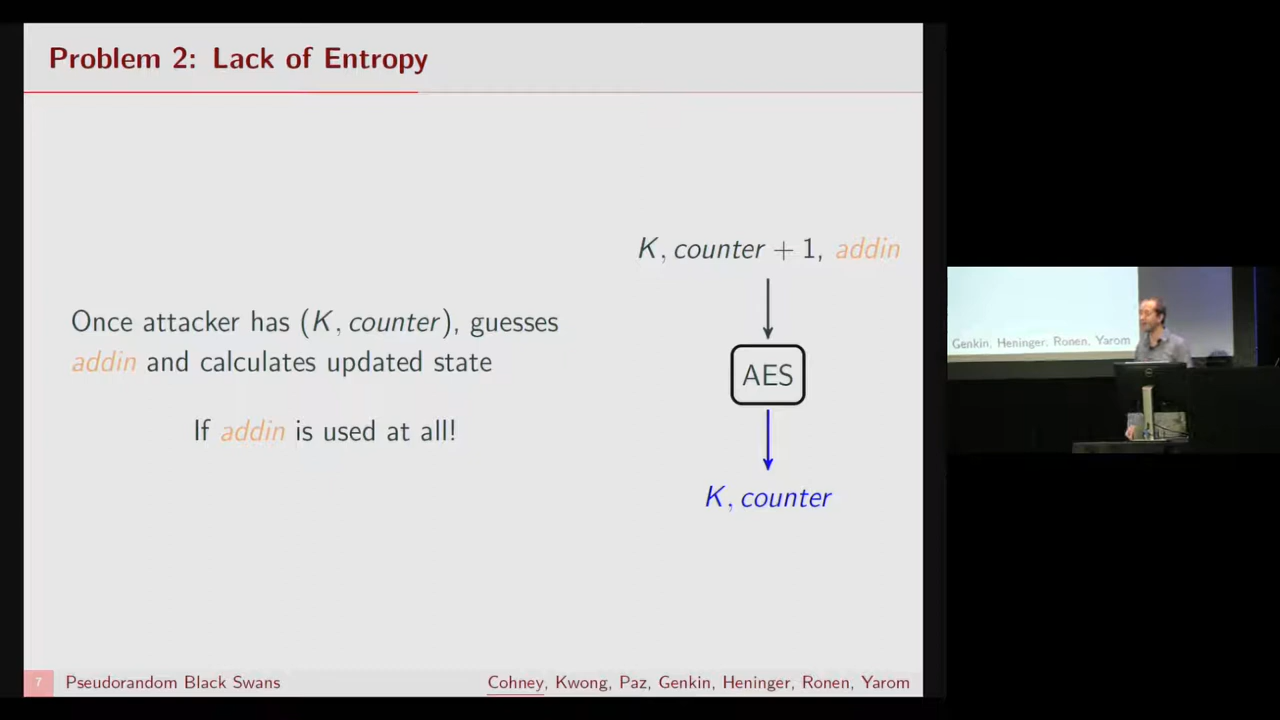 Problem 2: Lack of Entropy
K, counter + 1, addin
Once attacker has (K, counter), guesses
addin and calculates updated state
AES
If addin is used at all!
K, counter
Genkin, Heninger, Ronen, Yarom
7 Pseudorandom Black Swans Cohney, Kwong, Paz, Genkin, Heninger, Ronen, Yarom